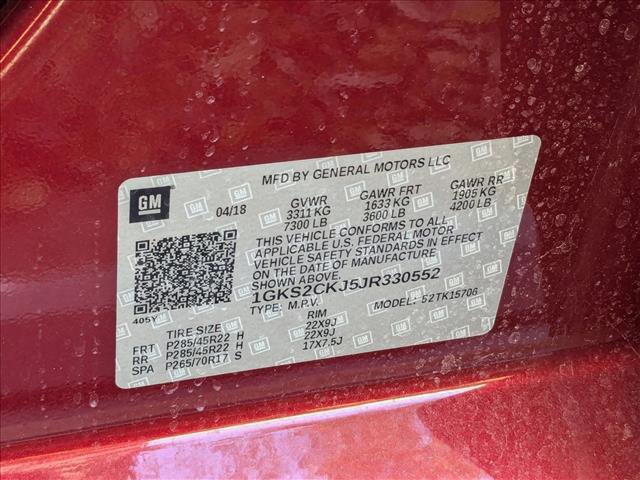 MFD BY GENERAL MOTORS LLC
GM
04/18
GVWR GAWR FRT GAWR RR
3311 KG 1633 KG 1905 KG
7300 LB 3600 LB 4200 LB
THIS VEHICLE CONFORMS TO ALL
APPLICABLE U.S. FEDERAL MOTOR
VEHICLE SAFETY STANDARDS IN EFFECT
ON THE DATE OF MANUFACTURE
SHOWN ABOVE.
1GKS2CKJ5JR330552
TYPE: M.P.V. MODEL: 52TK15706
TIRE SIZE RIM
FRT P285/45R22 H 22X9J
RR P285/45R22 H 22X9J
SPA P265/70R17 S 17X7.5J